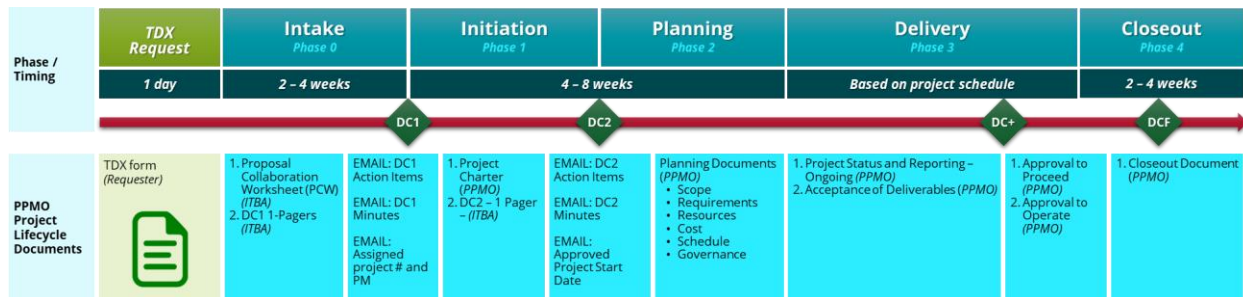 Phase /
Timing
TDX
Request
Intake
Phase 0
Initiation
Phase 1
Planning
Phase 2
Delivery
Phase 3
Closeout
Phase 4
1 day
2 – 4 weeks
4 – 8 weeks
Based on project schedule
2 – 4 weeks
DC1
DC2
DC+
DCF
PPMO
Project
Lifecycle
Documents
TDX form
(Requester)
1. Proposal
Collaboration
Worksheet (PCW)
(ITBA)
2. DC1 1-Pagers
(ITBA)
EMAIL: DC1
Action Items
EMAIL: DC1
Minutes
EMAIL:
Assigned
project # and
PM
1. Project
Charter
(PPMO)
2. DC2 – 1 Pager
– (ITBA)
EMAIL: DC2
Action Items
EMAIL: DC2
Minutes
EMAIL:
Approved
Project Start
Date
Planning Documents
(PPMO)
• Scope
• Requirements
• Resources
• Cost
• Schedule
• Governance
1. Project Status and Reporting –
Ongoing (PPMO)
2. Acceptance of Deliverables (PPMO)
1. Approval to
Proceed
(PPMO)
2. Approval to
Operate
(PPMO)
1. Closeout Document
(PPMO)